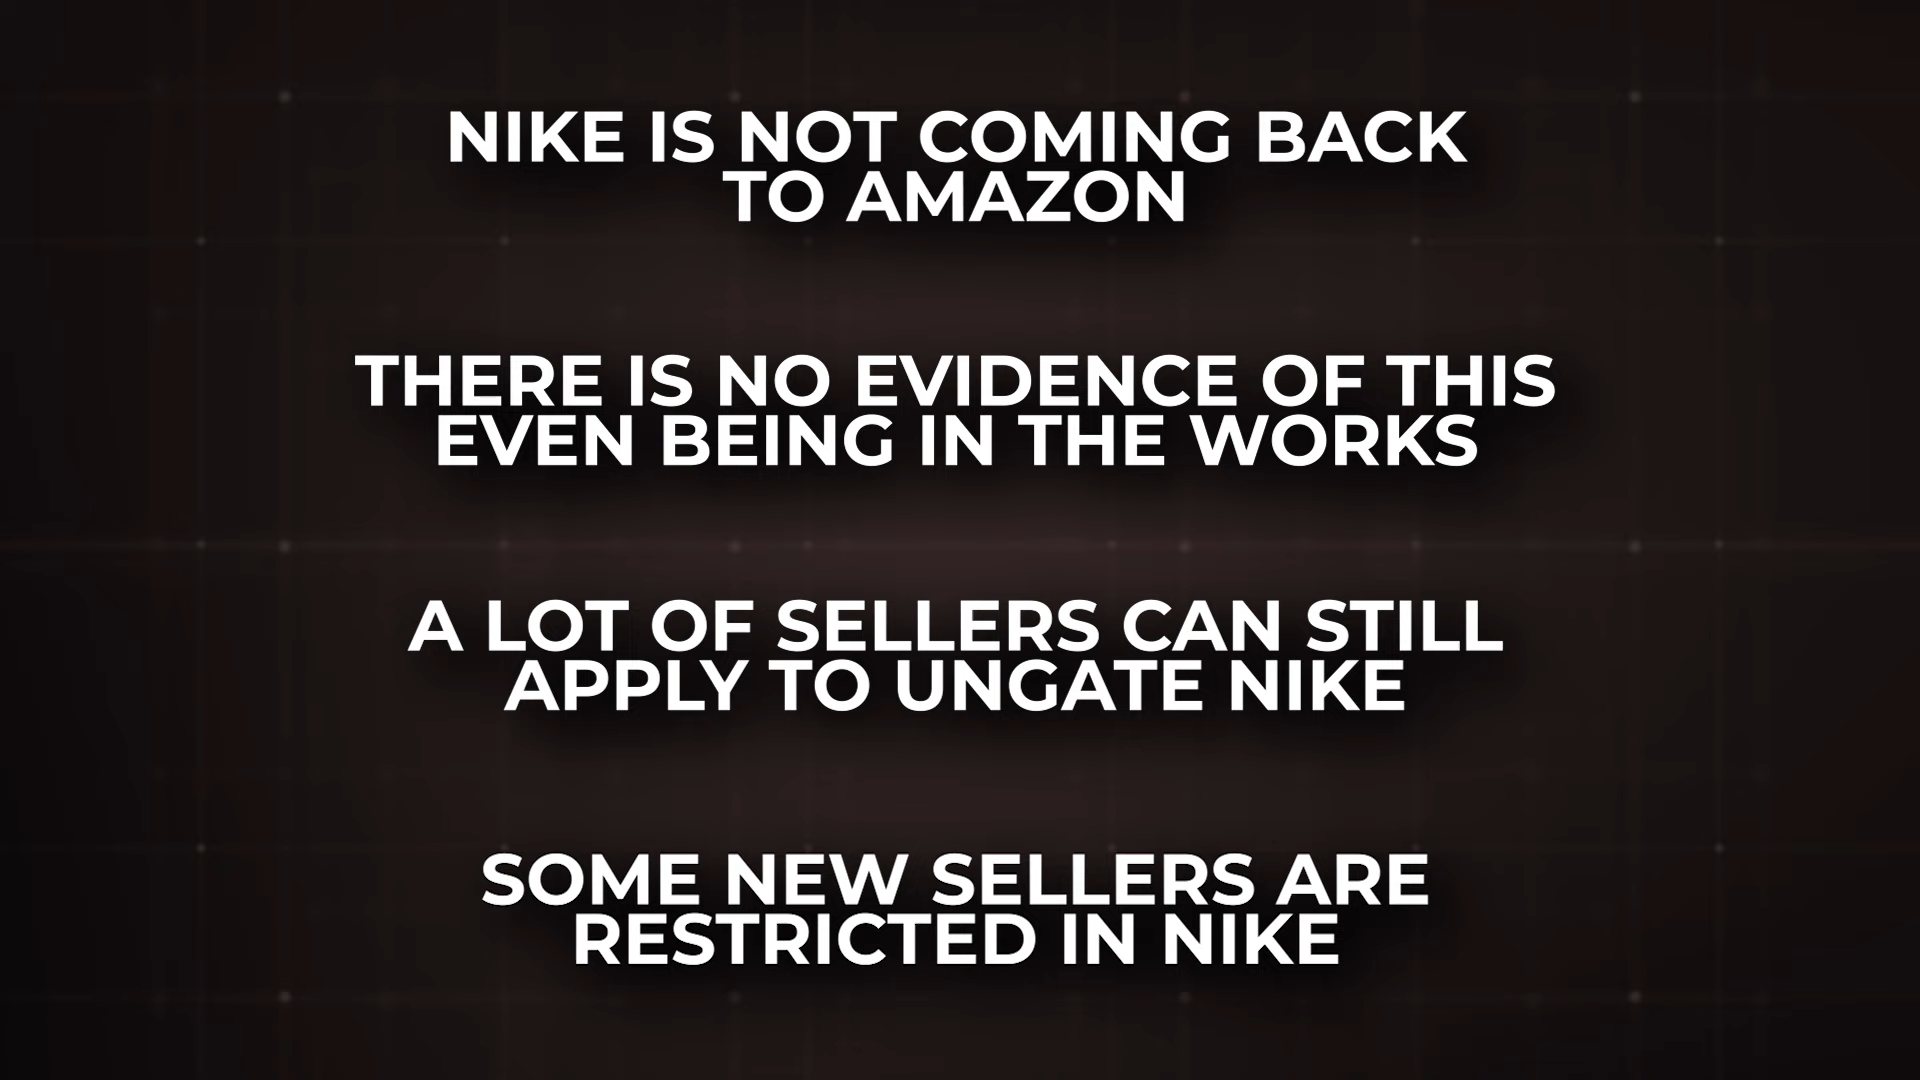 NIKE IS NOT COMING BACK
TO AMAZON
THERE IS NO EVIDENCE OF THIS
EVEN BEING IN THE WORKS
A LOT OF SELLERS CAN STILL
APPLY TO UNGATE NIKE
SOME NEW SELLERS ARE
RESTRICTED IN NIKE